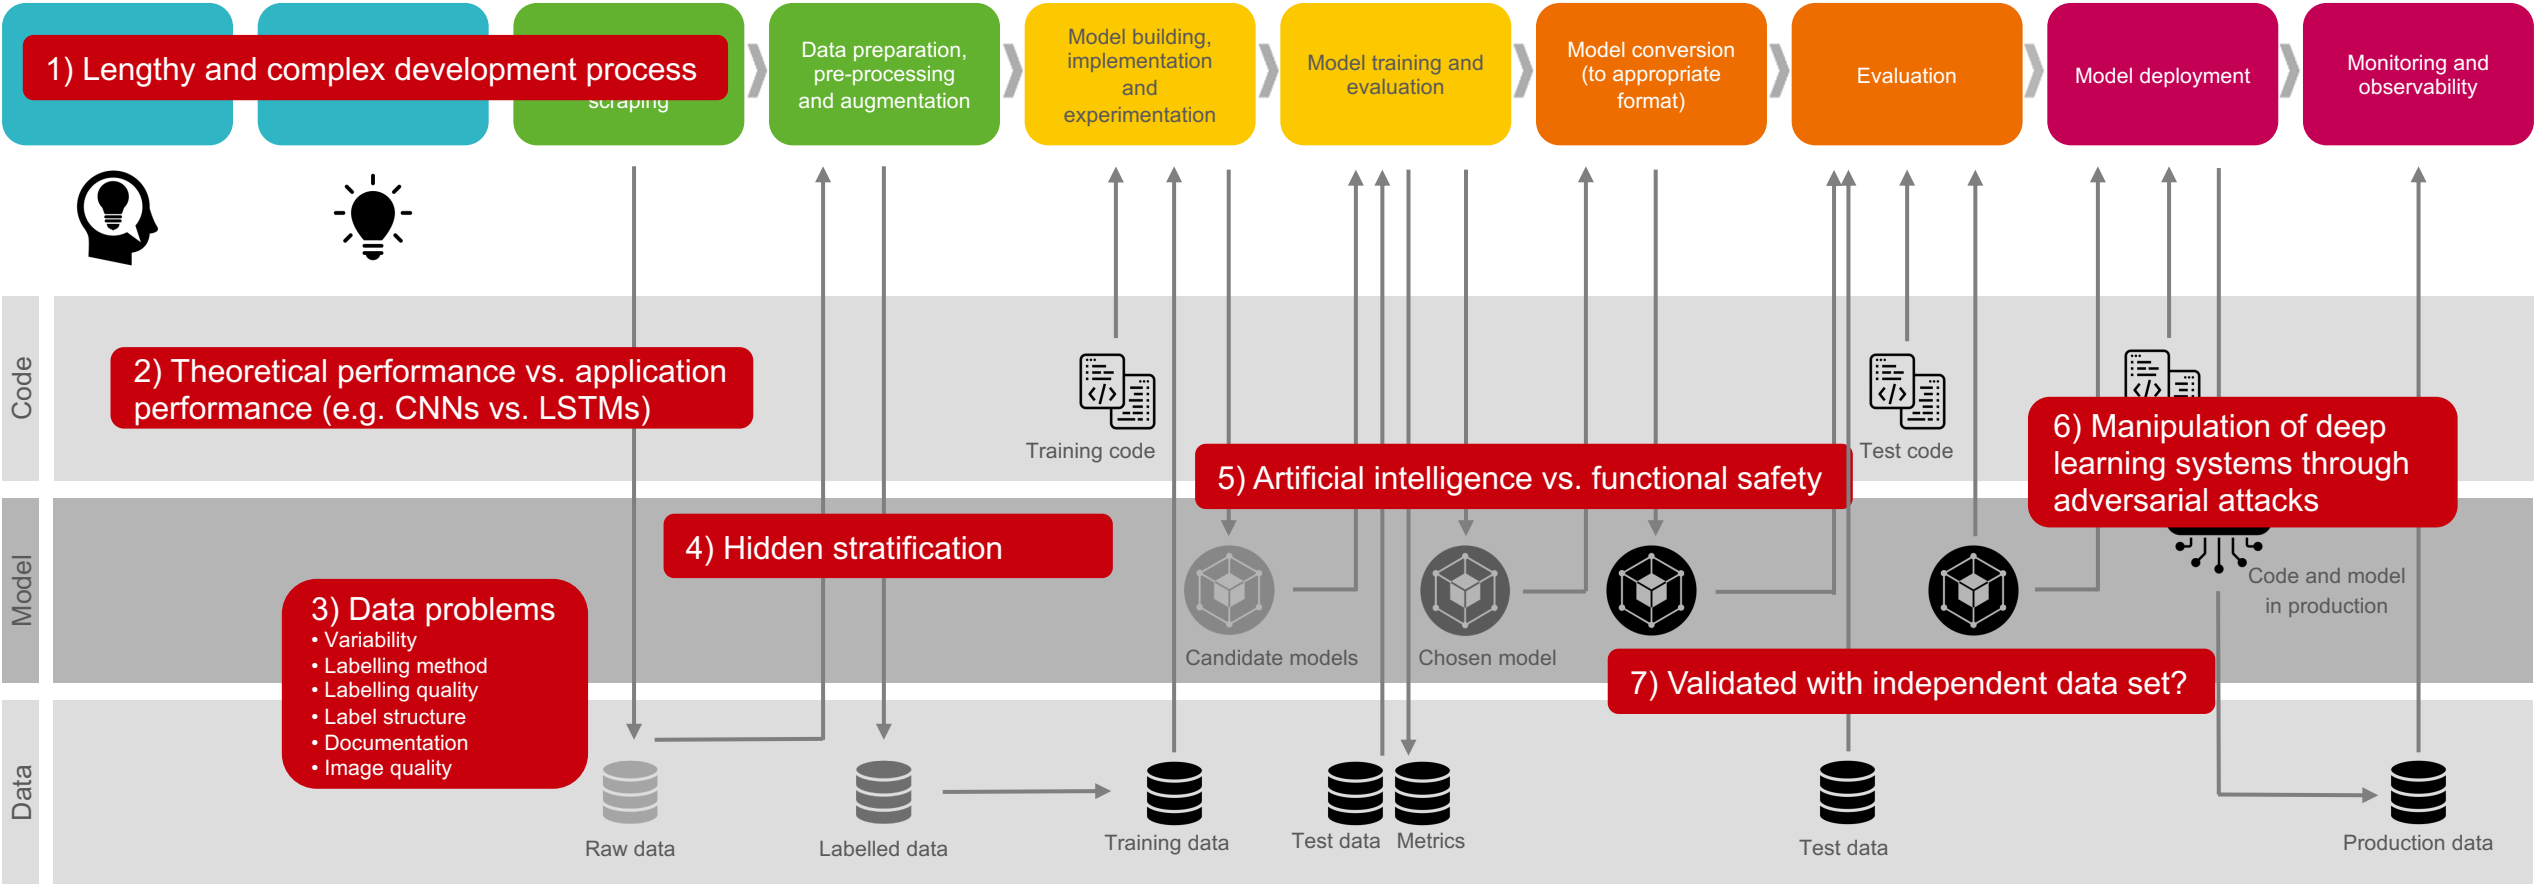 1) Lengthy and complex development process
scraping
Data preparation,
pre-processing
and augmentation
Model building,
implementation
and
experimentation
Model training and
evaluation
Model conversion
(to appropriate
format)
Evaluation
Model deployment
Monitoring and
observability
Code
2) Theoretical performance vs. application
performance (e.g. CNNs vs. LSTMs)
Training code
Test code
5) Artificial intelligence vs. functional safety
6) Manipulation of deep
learning systems through
adversarial attacks
Model
4) Hidden stratification
3) Data problems
• Variability
• Labelling method
• Labelling quality
• Label structure
• Documentation
• Image quality
Candidate models
Chosen model
Code and model
in production
7) Validated with independent data set?
Data
Raw data
Labelled data
Training data
Test data
Metrics
Test data
Production data